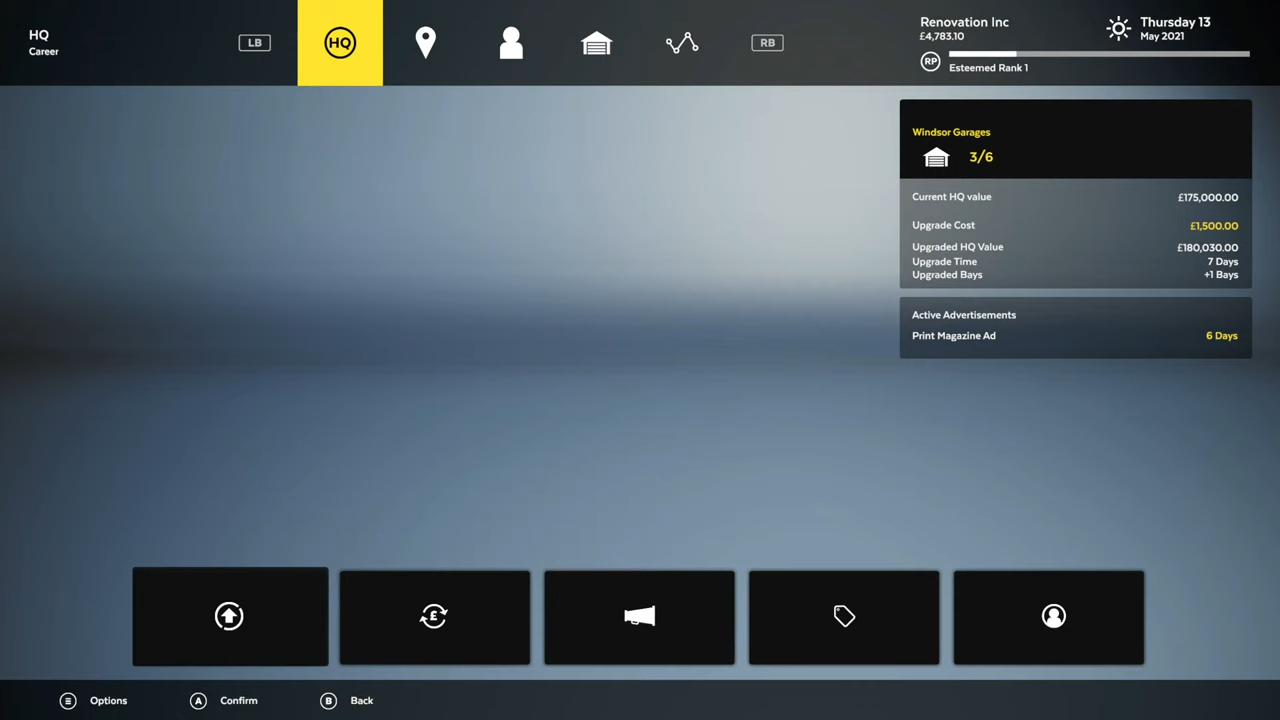 HQ
Career
LB
HQ
RB
Renovation Inc
£4,783.10
RP
Esteemed Rank 1
Thursday 13
May 2021
Windsor Garages
3/6
Current HQ value £175,000.00
Upgrade Cost £1,500.00
Upgraded HQ Value £180,030.00
Upgrade Time 7 Days
Upgraded Bays +1 Bays
Active Advertisements
Print Magazine Ad 6 Days
£
A Confirm
B Back
Options